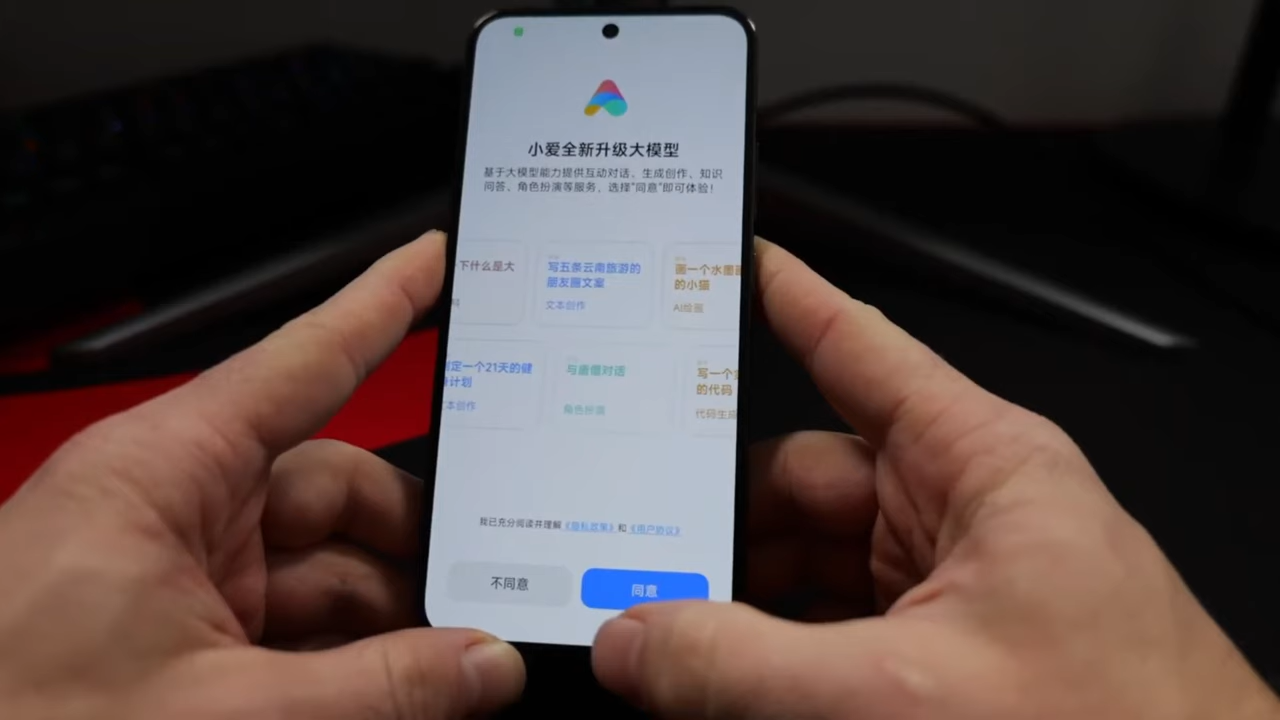 小爱全新升级大模型
基于大模型能力提供互动对话、生成创作、知识
问答、角色扮演等服务，选择"同意"即可体验！
下什么是大
写五条云南旅游的
朋友圈文案
文本创作
画一个水墨画
的小猫
AI绘画
定一个21天的健
身计划
文本创作
与唐僧对话
角色扮演
写一个
的代码
代码生成
我已充分阅读并理解《隐私政策》和《用户协议》
不同意
同意